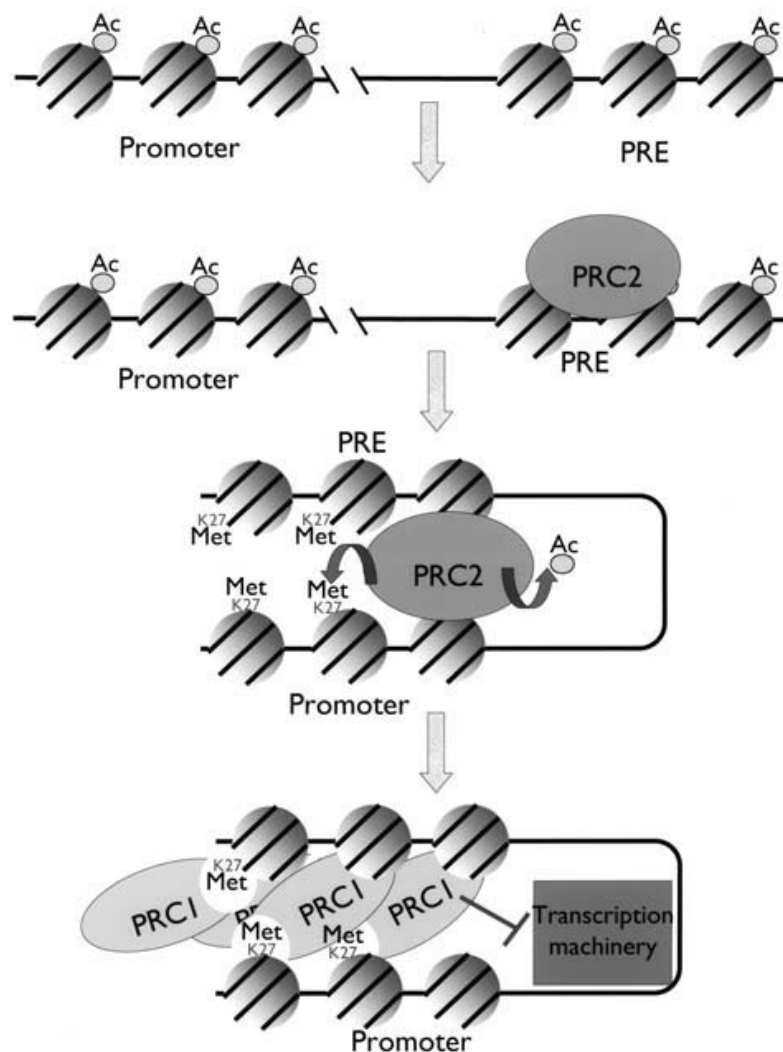 Ac Ac Ac Ac Ac Ac
Promoter PRE
Ac Ac Ac Ac
PRC2
Promoter PRE
PRE
K27 K27
Met Met
Ac
PRC2
Met Met
K27 K27
Promoter
K27
Met
PRC1 PRC1 PRC1
Met Met
K27 K27
Transcription
machinery
Promoter